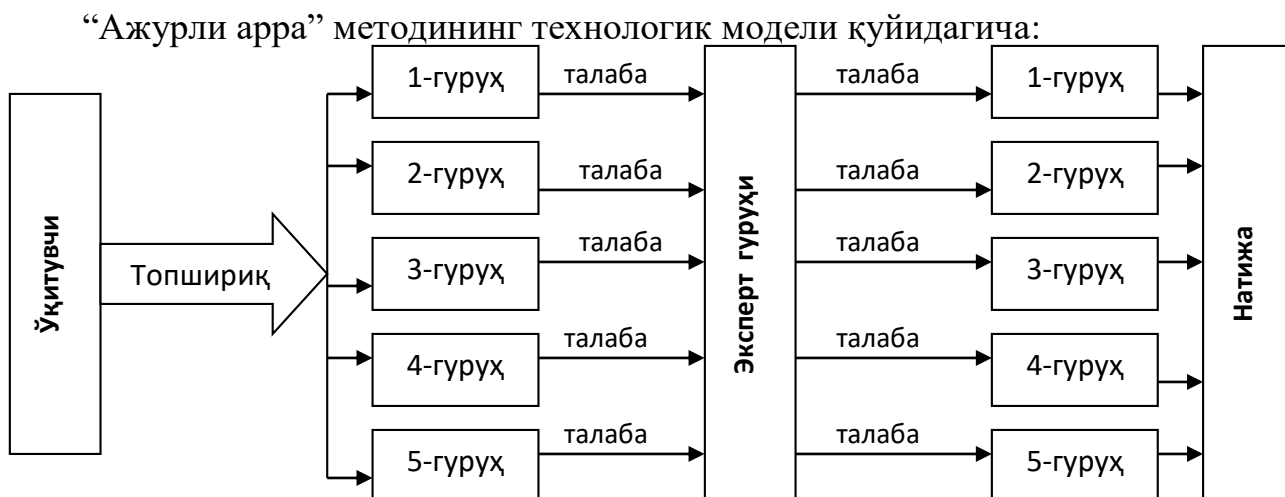 “Ажурли арра” методининг технологик модели қуйидагича:
Ўқитувчи
Топшириқ
1-гуруҳ
талаба
2-гуруҳ
талаба
3-гуруҳ
талаба
4-гуруҳ
талаба
5-гуруҳ
талаба
Эксперт гуруҳи
талаба
1-гуруҳ
талаба
2-гуруҳ
талаба
3-гуруҳ
талаба
4-гуруҳ
талаба
5-гуруҳ
Натижа